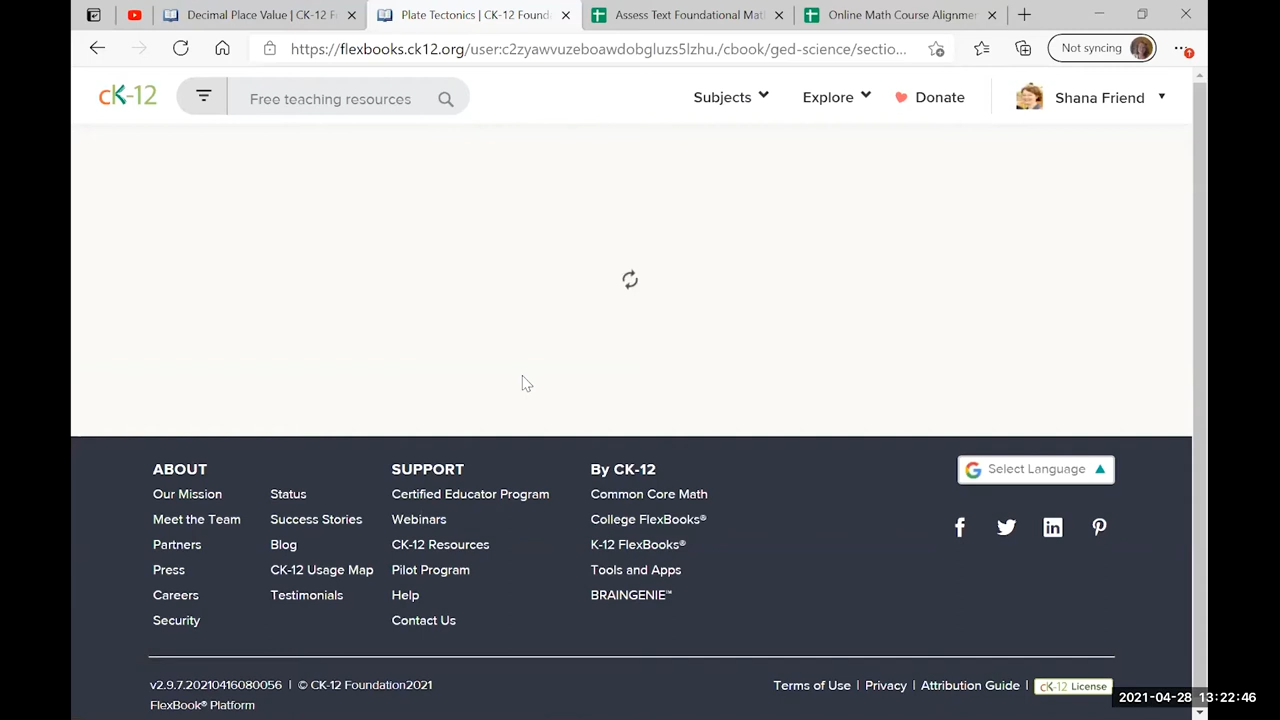 Decimal Place Value | CK-12 F
Plate Tectonics | CK-12 Found
Assess Text Foundational Mat
Online Math Course Alignmen
https://flexbooks.ck12.org/user:c2zyawvuzeboawdobgluzs5lzhu./cbook/ged-science/sectio...
Not syncing
cK-12
Free teaching resources
Subjects
Explore
Donate
Shana Friend
ABOUT
Our Mission
Meet the Team
Partners
Press
Careers
Security
Status
Success Stories
Blog
CK-12 Usage Map
Testimonials
SUPPORT
Certified Educator Program
Webinars
CK-12 Resources
Pilot Program
Help
Contact Us
By CK-12
Common Core Math
College FlexBooks®
K-12 FlexBooks®
Tools and Apps
BRAINGENIE™
Select Language
v2.9.7.20210416080056 | © CK-12 Foundation2021
FlexBook® Platform
Terms of Use | Privacy | Attribution Guide |
cK-12 License
2021-04-28 13:22:46